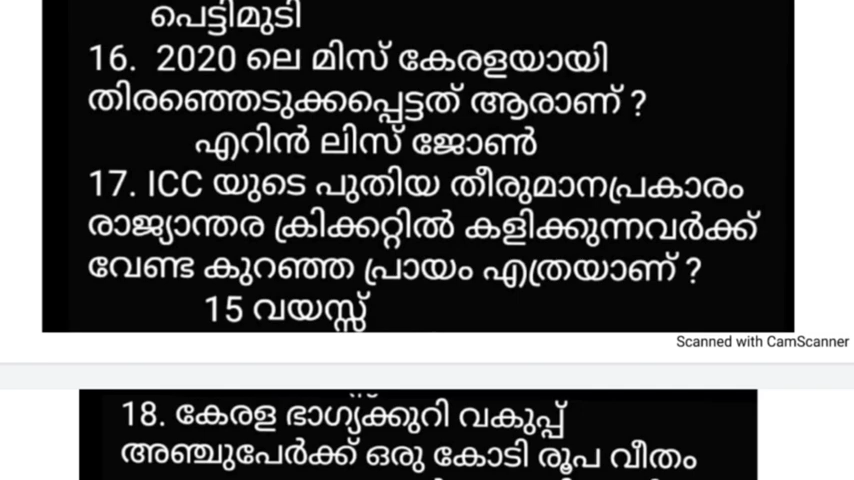 പെട്ടിമുടി
16. 2020 ലെ മിസ് കേരളയായി
തിരഞ്ഞെടുക്കപ്പെട്ടത് ആരാണ് ?
എറിൻ ലിസ് ജോൺ
17. ICC യുടെ പുതിയ തീരുമാനപ്രകാരം
രാജ്യാന്തര ക്രിക്കറ്റിൽ കളിക്കുന്നവർക്ക്
വേണ്ട കുറഞ്ഞ പ്രായം എത്രയാണ് ?
15 വയസ്സ്
Scanned with CamScanner
18. കേരള ഭാഗ്യക്കുറി വകുപ്പ്
അഞ്ചുപേർക്ക് ഒരു കോടി രൂപ വീതം